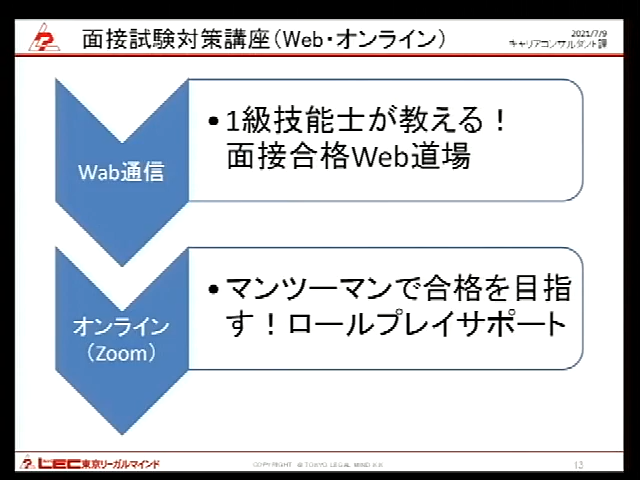 面接試験対策講座（Web・オンライン）
2021/7/9
キャリアコンサルタント課
Wab通信
• 1級技能士が教える！
面接合格Web道場
オンライン
（Zoom）
• マンツーマンで合格を目指
す！ロールプレイサポート
LEC東京リーガルマインド
COPYRIGHT @ TOKYO LEGAL MIND K.K
13